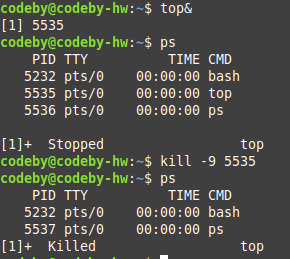 codeby@codeby-hw:~$ top&
[1] 5535
codeby@codeby-hw:~$ ps
    PID TTY          TIME CMD
   5232 pts/0    00:00:00 bash
   5535 pts/0    00:00:00 top
   5536 pts/0    00:00:00 ps

[1]+  Stopped                 top
codeby@codeby-hw:~$ kill -9 5535
codeby@codeby-hw:~$ ps
    PID TTY          TIME CMD
   5232 pts/0    00:00:00 bash
   5537 pts/0    00:00:00 ps
[1]+  Killed                  top